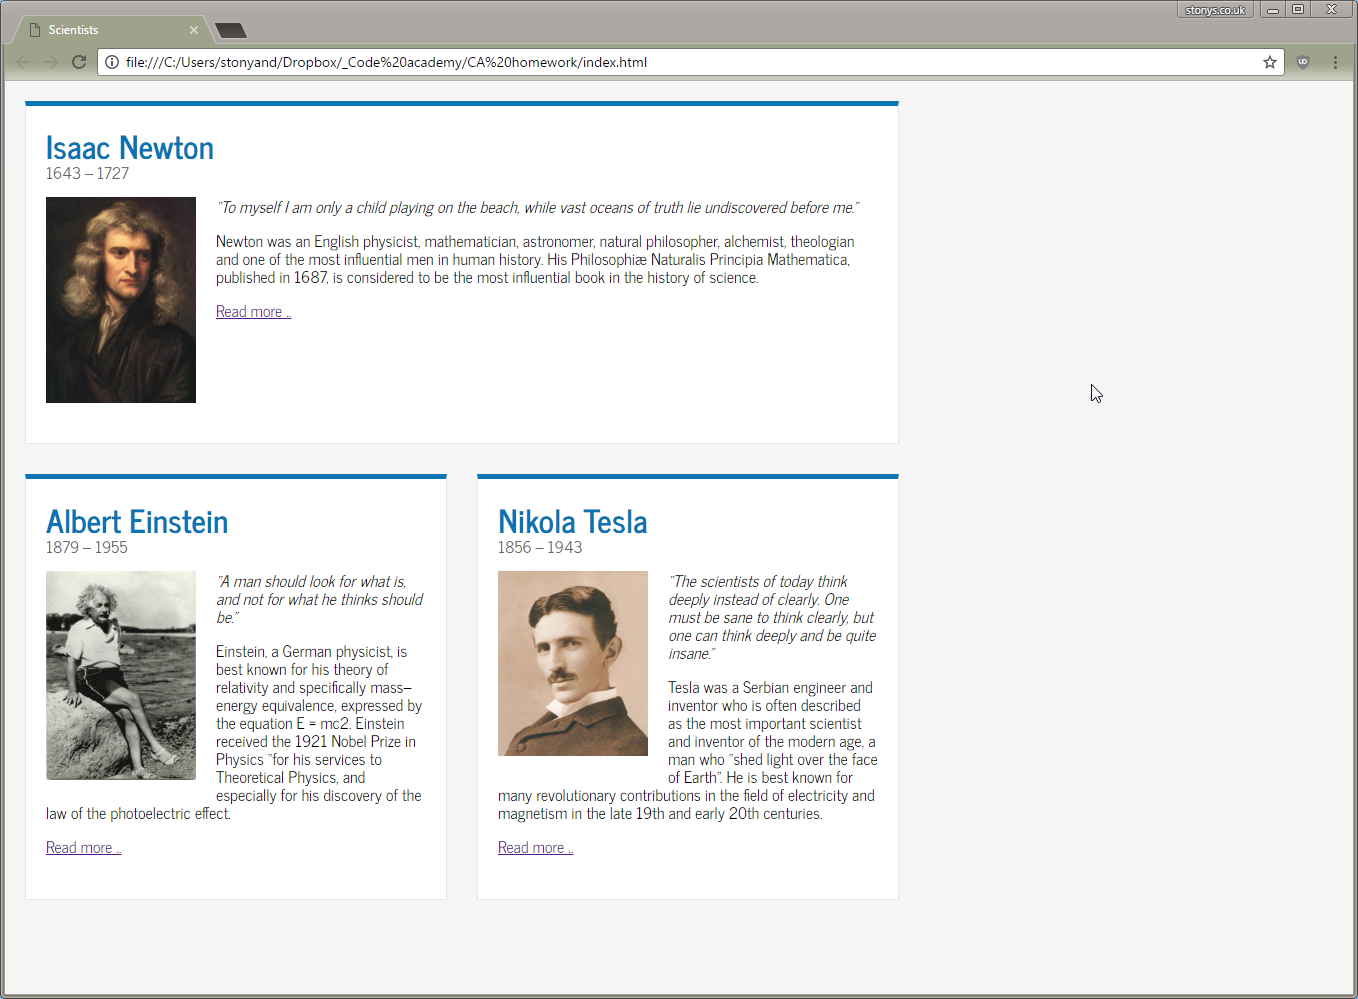 stonys.co.uk
Scientists
file:///C:/Users/stonyand/Dropbox/_Code%20academy/CA%20homework/index.html
Isaac Newton
1643 – 1727
"To myself I am only a child playing on the beach, while vast oceans of truth lie undiscovered before me."
Newton was an English physicist, mathematician, astronomer, natural philosopher, alchemist, theologian
and one of the most influential men in human history. His Philosophiæ Naturalis Principia Mathematica,
published in 1687, is considered to be the most influential book in the history of science.
Read more ..
Albert Einstein
1879 – 1955
"A man should look for what is,
and not for what he thinks should
be."
Einstein, a German physicist, is
best known for his theory of
relativity and specifically mass–
energy equivalence, expressed by
the equation E = mc2. Einstein
received the 1921 Nobel Prize in
Physics "for his services to
Theoretical Physics, and
especially for his discovery of the
law of the photoelectric effect.
Read more ..
Nikola Tesla
1856 – 1943
"The scientists of today think
deeply instead of clearly. One
must be sane to think clearly, but
one can think deeply and be quite
insane."
Tesla was a Serbian engineer and
inventor who is often described
as the most important scientist
and inventor of the modern age, a
man who "shed light over the face
of Earth". He is best known for
many revolutionary contributions in the field of electricity and
magnetism in the late 19th and early 20th centuries.
Read more ..